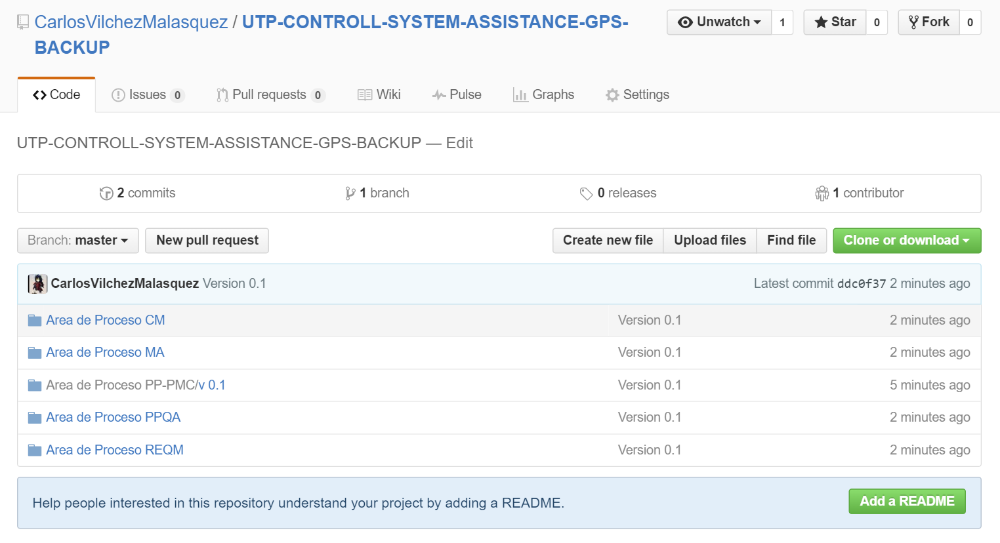 CarlosVilchezMalasquez / UTP-CONTROLL-SYSTEM-ASSISTANCE-GPS-
BACKUP
Unwatch 1 Star 0 Fork 0
Code Issues 0 Pull requests 0 Wiki Pulse Graphs Settings
UTP-CONTROLL-SYSTEM-ASSISTANCE-GPS-BACKUP — Edit
2 commits 1 branch 0 releases 1 contributor
Branch: master New pull request Create new file Upload files Find file Clone or download
CarlosVilchezMalasquez Version 0.1 Latest commit ddc0f37 2 minutes ago
Area de Proceso CM Version 0.1 2 minutes ago
Area de Proceso MA Version 0.1 2 minutes ago
Area de Proceso PP-PMC/v 0.1 Version 0.1 5 minutes ago
Area de Proceso PPQA Version 0.1 2 minutes ago
Area de Proceso REQM Version 0.1 2 minutes ago
Help people interested in this repository understand your project by adding a README. Add a README